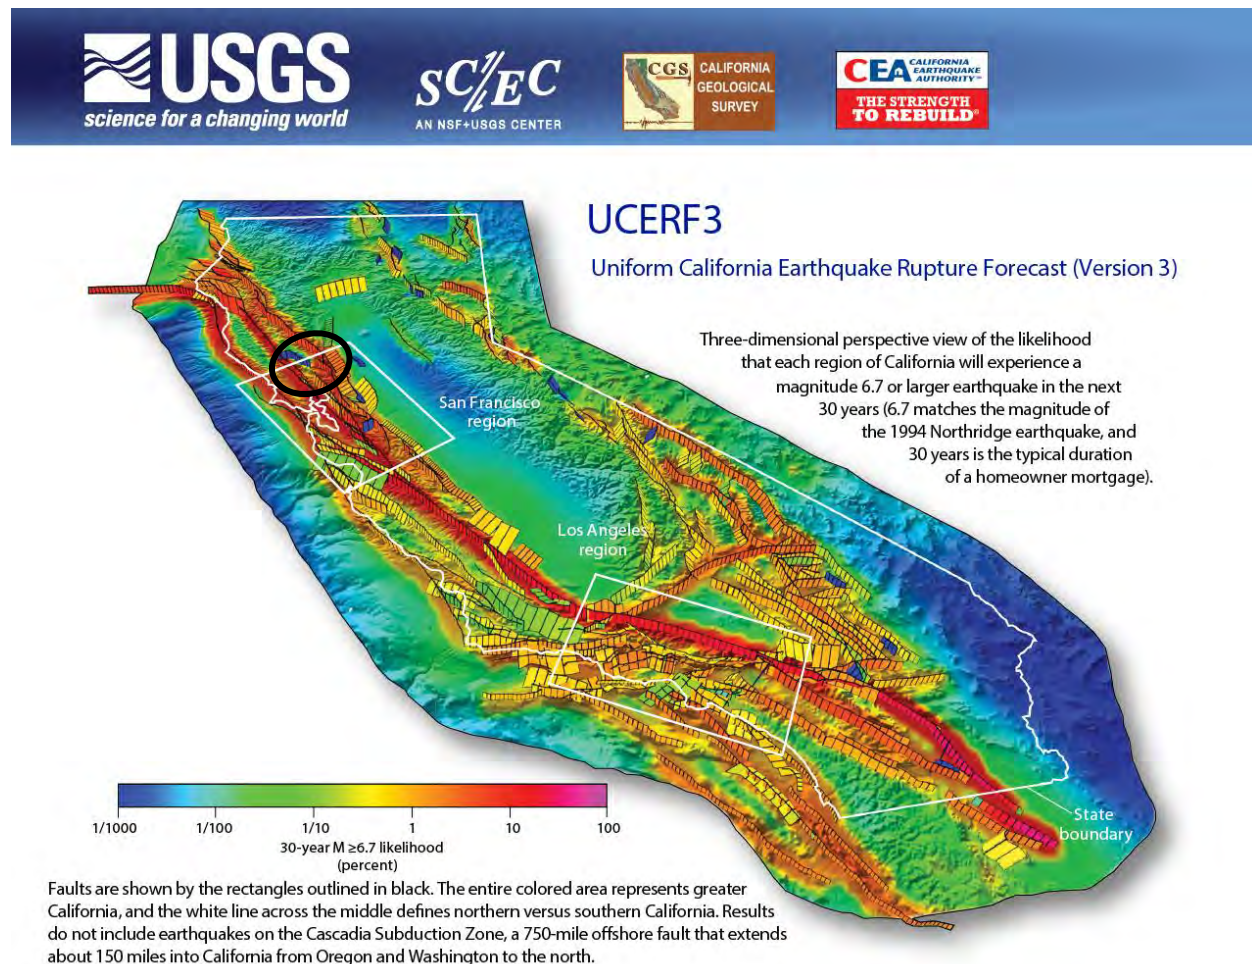 USGS
science for a changing world
SC//EC
AN NSF+USGS CENTER
CGS
CALIFORNIA
GEOLOGICAL
SURVEY
CEA CALIFORNIA
EARTHQUAKE
AUTHORITY™
THE STRENGTH
TO REBUILD®
UCERF3
Uniform California Earthquake Rupture Forecast (Version 3)
Three-dimensional perspective view of the likelihood
that each region of California will experience a
magnitude 6.7 or larger earthquake in the next
30 years (6.7 matches the magnitude of
the 1994 Northridge earthquake, and
30 years is the typical duration
of a homeowner mortgage).
San Francisco
region
Los Angeles
region
State
boundary
1/1000 1/100 1/10 1 10 100
30-year M ≥6.7 likelihood
(percent)
Faults are shown by the rectangles outlined in black. The entire colored area represents greater
California, and the white line across the middle defines northern versus southern California. Results
do not include earthquakes on the Cascadia Subduction Zone, a 750-mile offshore fault that extends
about 150 miles into California from Oregon and Washington to the north.